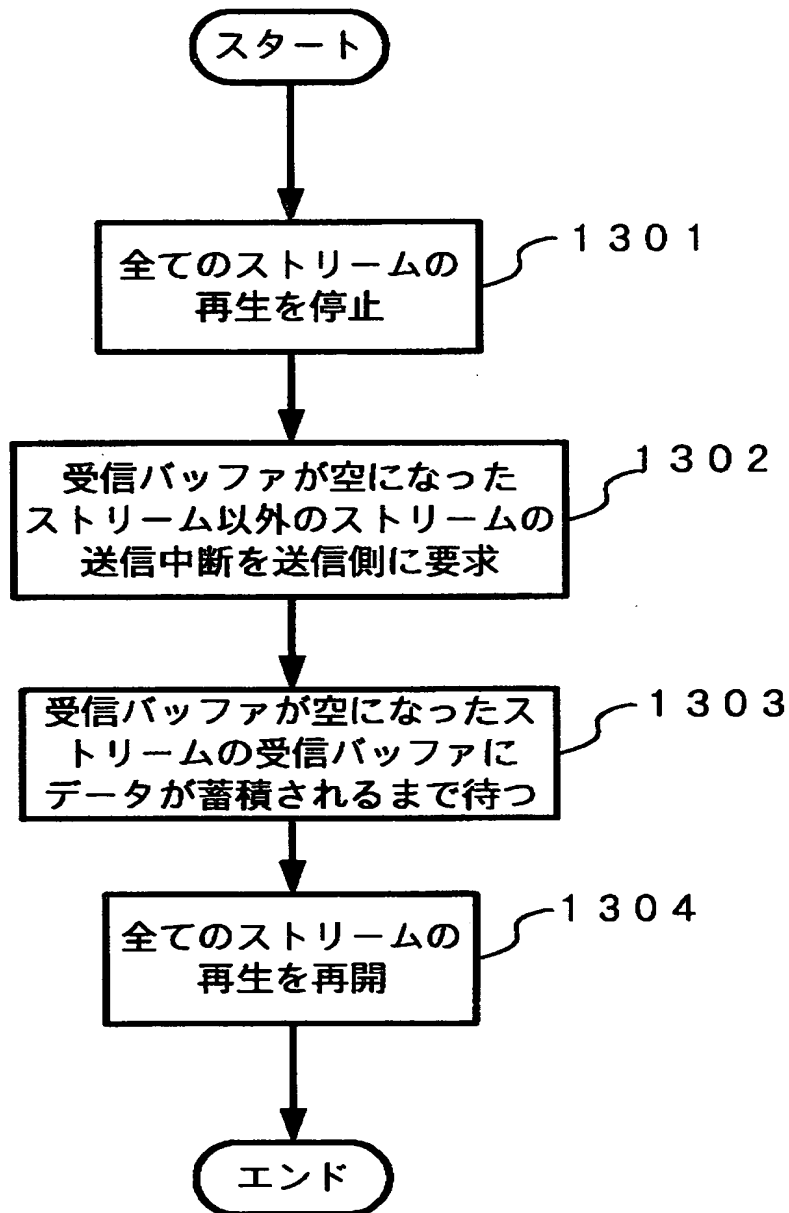 スタート
全てのストリームの
再生を停止
1301
受信バッファが空になった
ストリーム以外のストリームの
送信中断を送信側に要求
1302
受信バッファが空になったス
トリームの受信バッファに
データが蓄積されるまで待つ
1303
全てのストリームの
再生を再開
1304
エンド